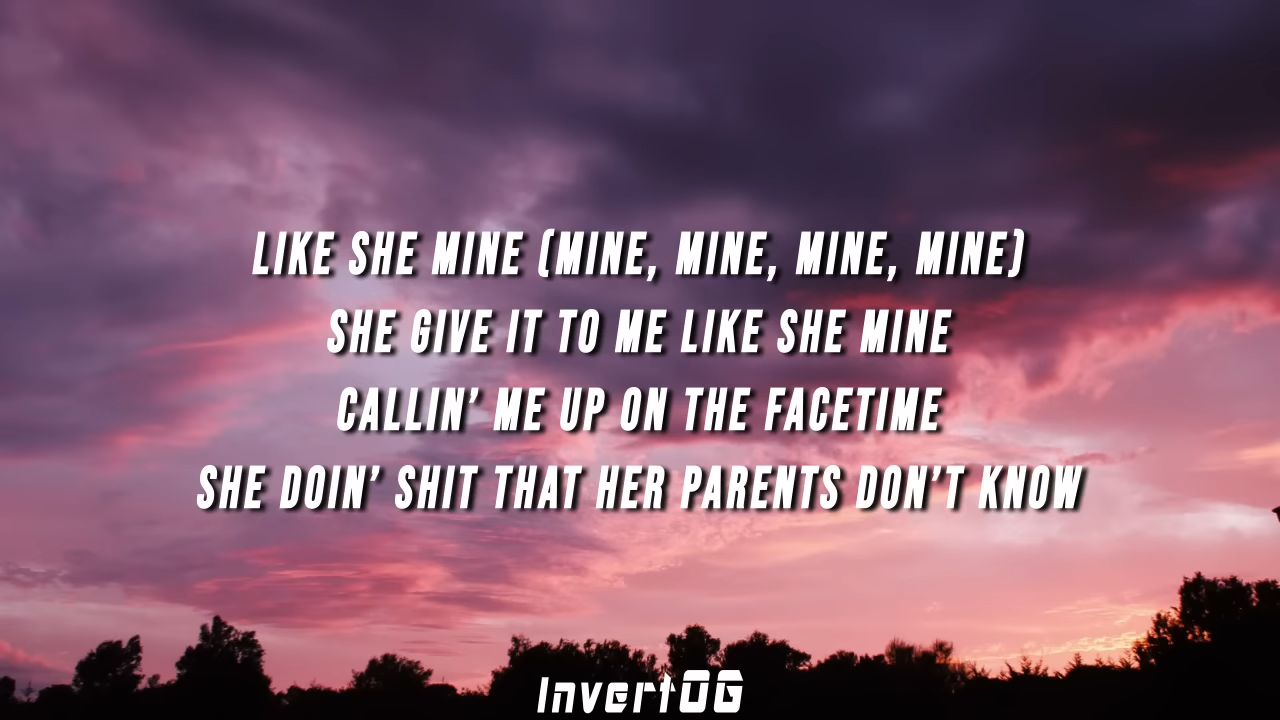 LIKE SHE MINE (MINE, MINE, MINE, MINE)
SHE GIVE IT TO ME LIKE SHE MINE
CALLIN' ME UP ON THE FACETIME
SHE DOIN' SHIT THAT HER PARENTS DON'T KNOW
InvertOG